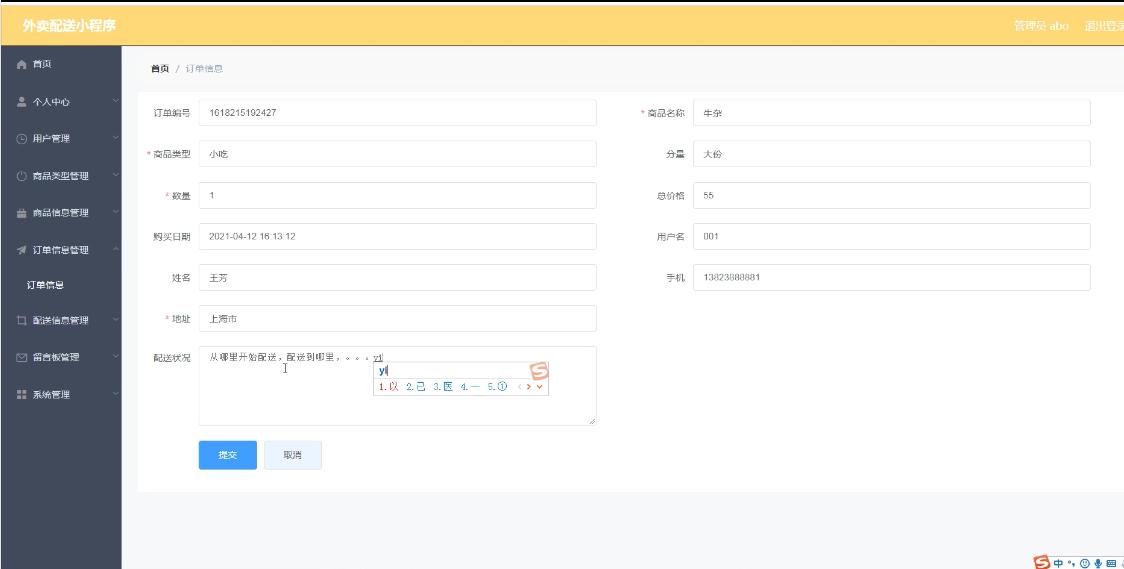 外卖配送小程序
管理员 abo 退出登录
首页
个人中心
用户管理
商品类型管理
商品信息管理
订单信息管理
订单信息
配送信息管理
留言板管理
系统管理
首页 / 订单信息
订单编号 1618215192427
* 商品名称 牛杂
* 商品类型 小吃
分量 大份
* 数量 1
总价格 55
购买日期 2021-04-12 16:13:12
用户名 001
姓名 王芳
手机 13823888881
* 地址 上海市
配送状况 从哪里开始配送，配送到哪里，。。。yi
yi
1.以 2.已 3.医 4.一 5.①
提交 取消
中